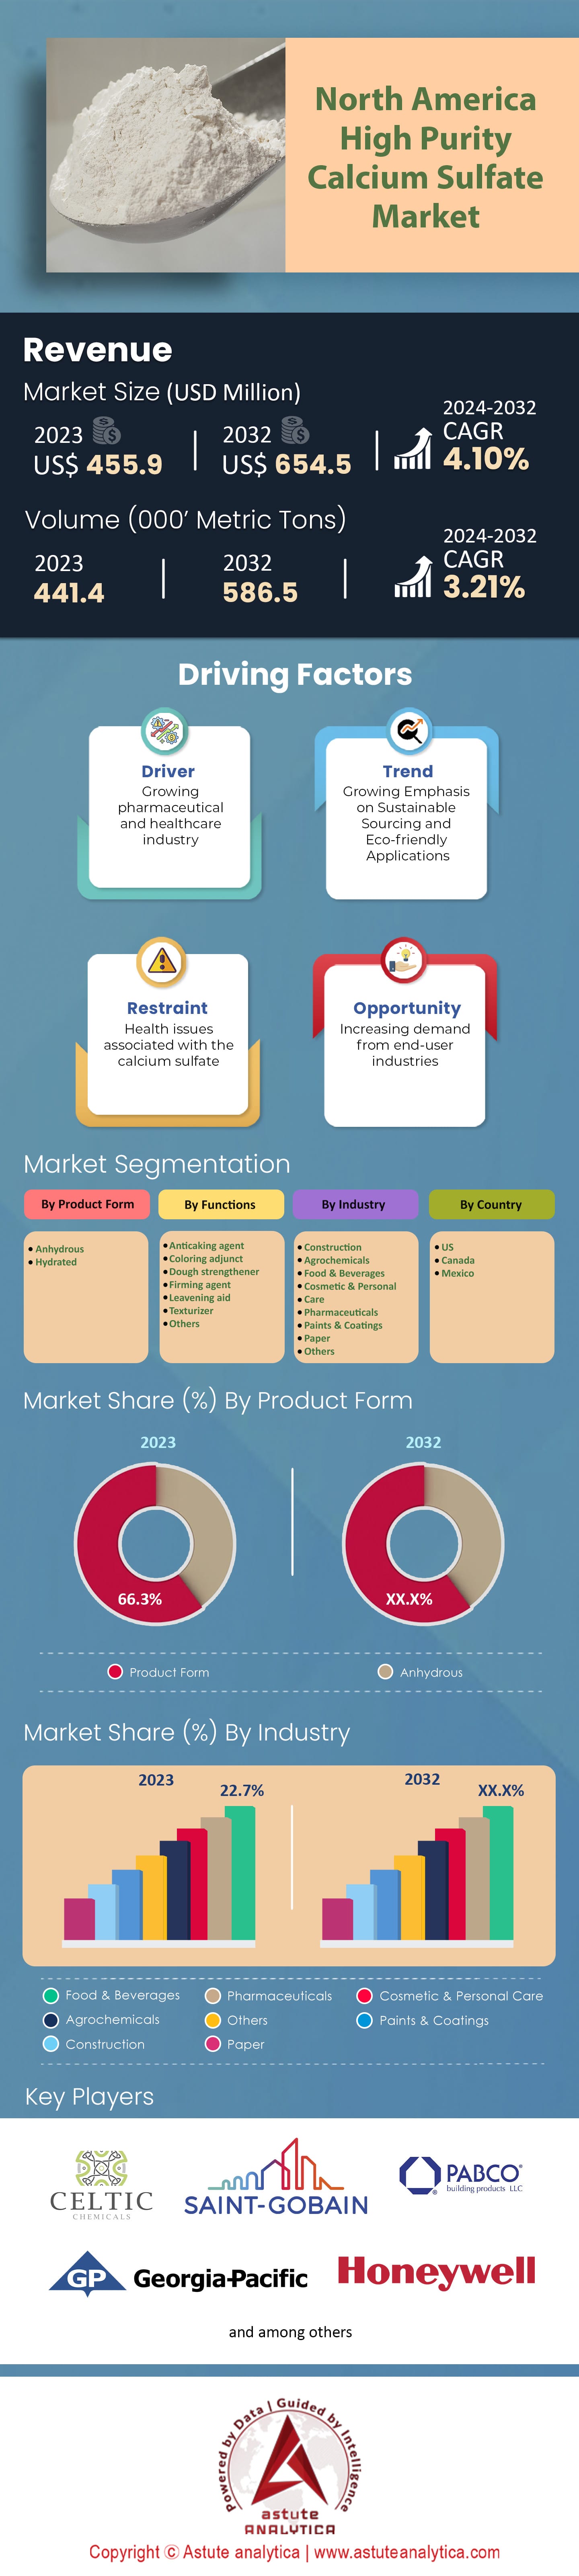 North America
High Purity
Calcium Sulfate
Market
Revenue
Market Size (USD Million)
2023
US$ 455.9
2032
US$ 654.5
2024-2032
CAGR
4.10%
Volume (000’ Metric Tons)
2023
441.4
2032
586.5
2024-2032
CAGR
3.21%
Driving Factors
Driver
Growing
pharmaceutical
and healthcare
industry
Trend
Growing Emphasis
on Sustainable
Sourcing and
Eco-friendly
Applications
Restraint
Health issues
associated with the
calcium sulfate
Opportunity
Increasing demand
from end-user
industries
Market Segmentation
By Product Form
• Anhydrous
• Hydrated
By Functions
• Anticaking agent
• Coloring adjunct
• Dough strengthener
• Firming agent
• Leavening aid
• Texturizer
• Others
By Industry
• Construction
• Agrochemicals
• Food & Beverages
• Cosmetic & Personal
• Care
• Pharmaceuticals
• Paints & Coatings
• Paper
• Others
By Country
• US
• Canada
• Mexico
Market Share (%) By Product Form
2023
66.3%
2032
XX.X%
Product Form
Anhydrous
Market Share (%) By Industry
2023
22.7%
2032
XX.X%
Food & Beverages
Pharmaceuticals
Cosmetic & Personal Care
Agrochemicals
Others
Paints & Coatings
Construction
Paper
Key Players
CELTIC
CHEMICALS
SAINT-GOBAIN
PABCO®
building products LLC
GP Georgia-Pacific
Honeywell
and among others
Powered by Data | Guided by Intelligence
astute
ANALYTICA
Copyright © Astute analytica | www.astuteanalytica.com